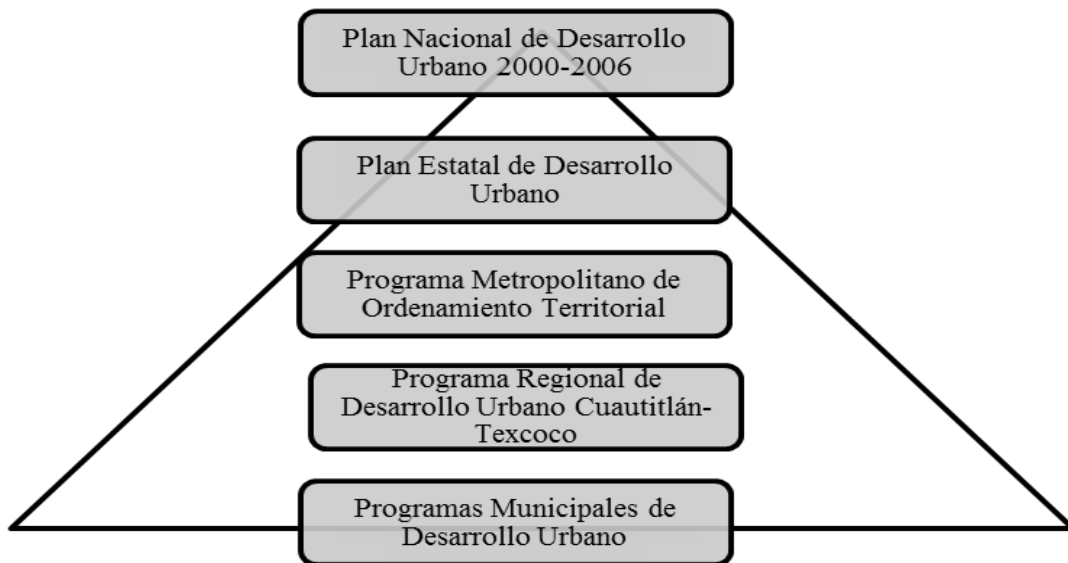 Plan Nacional de Desarrollo
Urbano 2000-2006
Plan Estatal de Desarrollo
Urbano
Programa Metropolitano de
Ordenamiento Territorial
Programa Regional de
Desarrollo Urbano Cuautitlán-
Texcoco
Programas Municipales de
Desarrollo Urbano